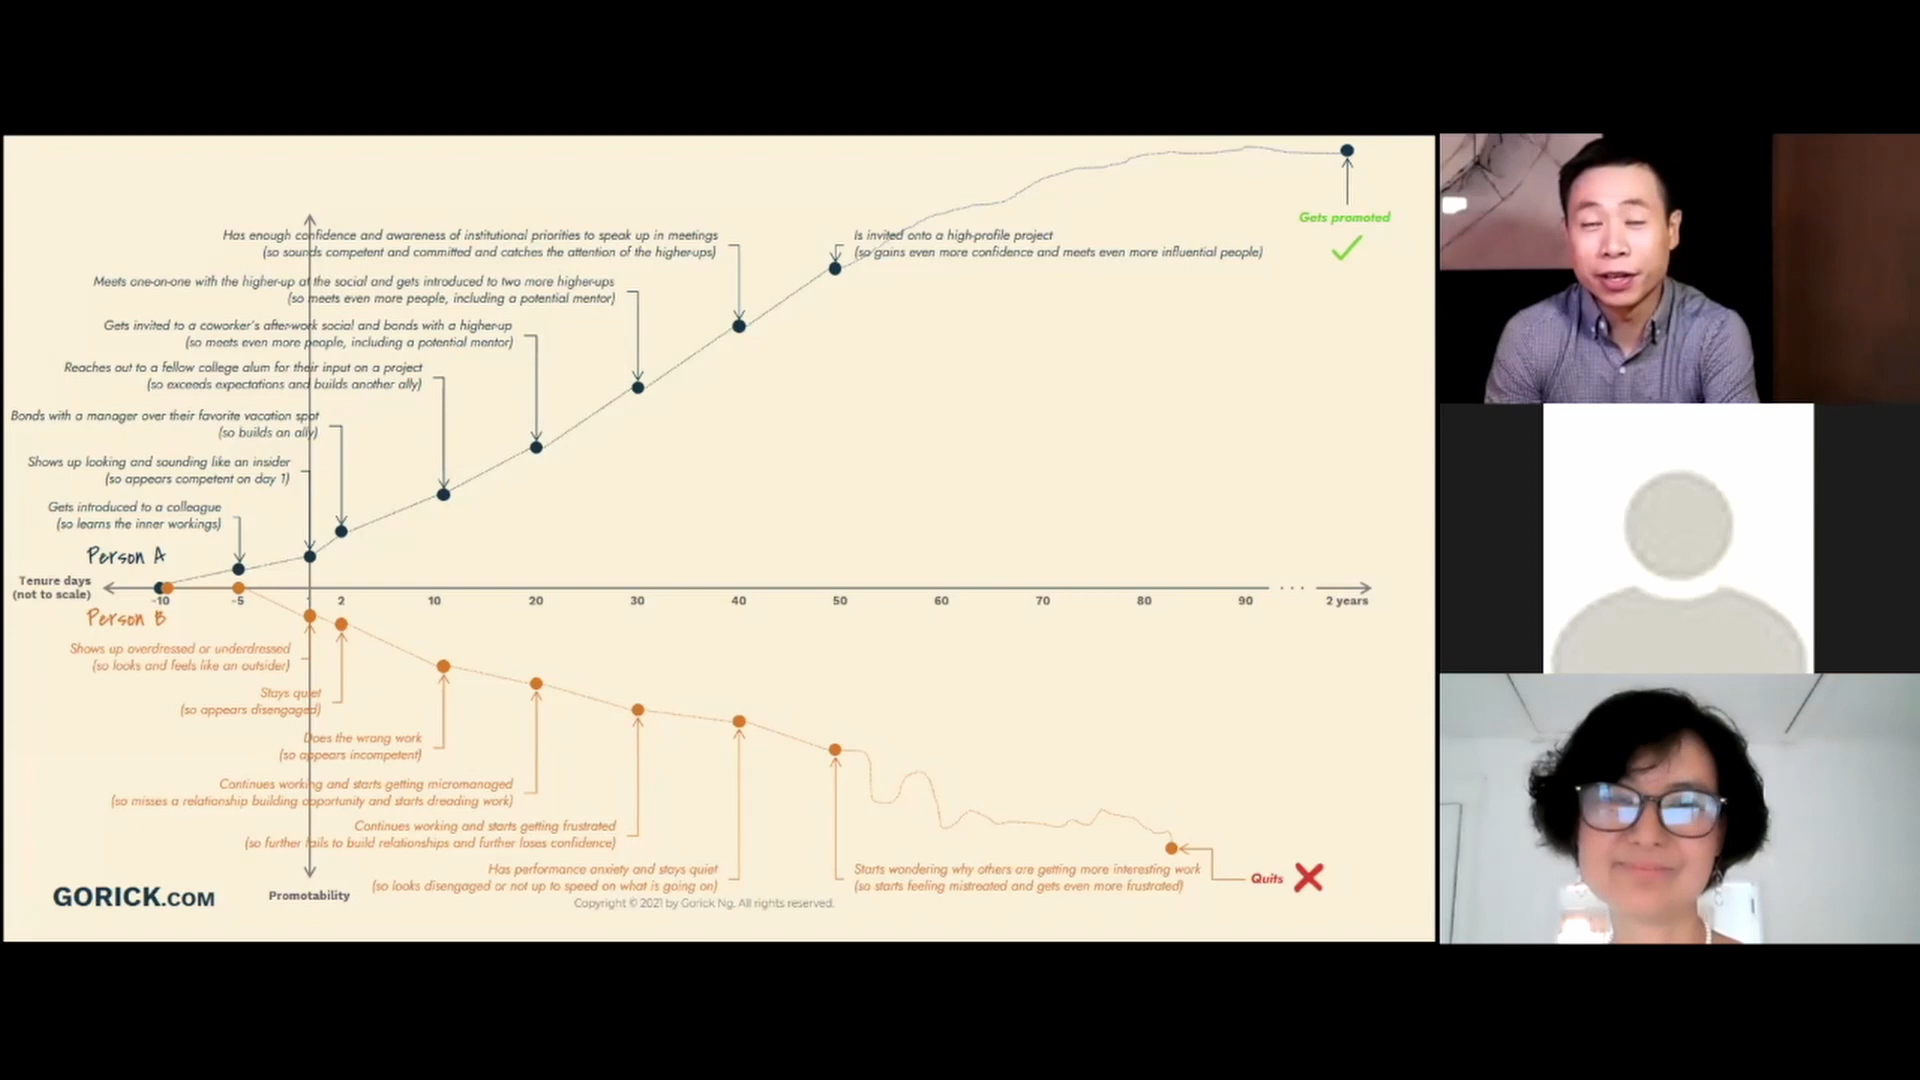 Gets promoted
Has enough confidence and awareness of institutional priorities to speak up in meetings
(so sounds competent and committed and catches the attention of the higher-ups)
Is invited onto a high-profile project
(so gains even more confidence and meets even more influential people)
Meets one-on-one with the higher-up at the social and gets introduced to two more higher-ups
(so meets even more people, including a potential mentor)
Gets invited to a coworker's after-work social and bonds with a higher-up
(so meets even more people, including a potential mentor)
Reaches out to a fellow college alum for their input on a project
(so exceeds expectations and builds another ally)
Bonds with a manager over their favorite vacation spot
(so builds an ally)
Shows up looking and sounding like an insider
(so appears competent on day 1)
Gets introduced to a colleague
(so learns the inner workings)
Person A
Tenure days
(not to scale)
-10 -5 2 10 20 30 40 50 60 70 80 90 2 years
Person B
Shows up overdressed or underdressed
(so looks and feels like an outsider)
Stays quiet
(so appears disengaged)
Does the wrong work
(so appears incompetent)
Continues working and starts getting micromanaged
(so misses a relationship building opportunity and starts dreading work)
Continues working and starts getting frustrated
(so further fails to build relationships and further loses confidence)
Has performance anxiety and stays quiet
(so looks disengaged or not up to speed on what is going on)
Starts wondering why others are getting more interesting work
(so starts feeling mistreated and gets even more frustrated)
Quits
GORICK.COM
Promotability
Copyright © 2021 by Gorick Ng. All rights reserved.